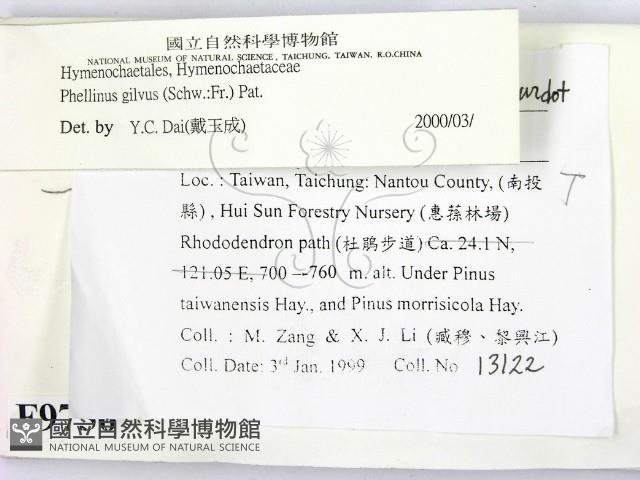 國立自然科學博物館
NATIONAL MUSEUM OF NATURAL SCIENCE, TAICHUNG, TAIWAN, R.O.CHINA
Hymenochaetales, Hymenochaetaceae
Phellinus gilvus (Schw.:Fr.) Pat.
Det. by Y.C. Dai(戴玉成) 2000/03/
Loc. : Taiwan, Taichung: Nantou County, (南投
縣) , Hui Sun Forestry Nursery (惠蓀林場)
Rhododendron path (杜鵑步道) Ca. 24.1 N,
121.05 E, 700 —760 m. alt. Under Pinus
taiwanensis Hay., and Pinus morrisicola Hay.
Coll. : M. Zang & X. J. Li (臧穆、黎興江)
Coll. Date: 3rd Jan. 1999 Coll. No 13122
國立自然科學博物館
NATIONAL MUSEUM OF NATURAL SCIENCE